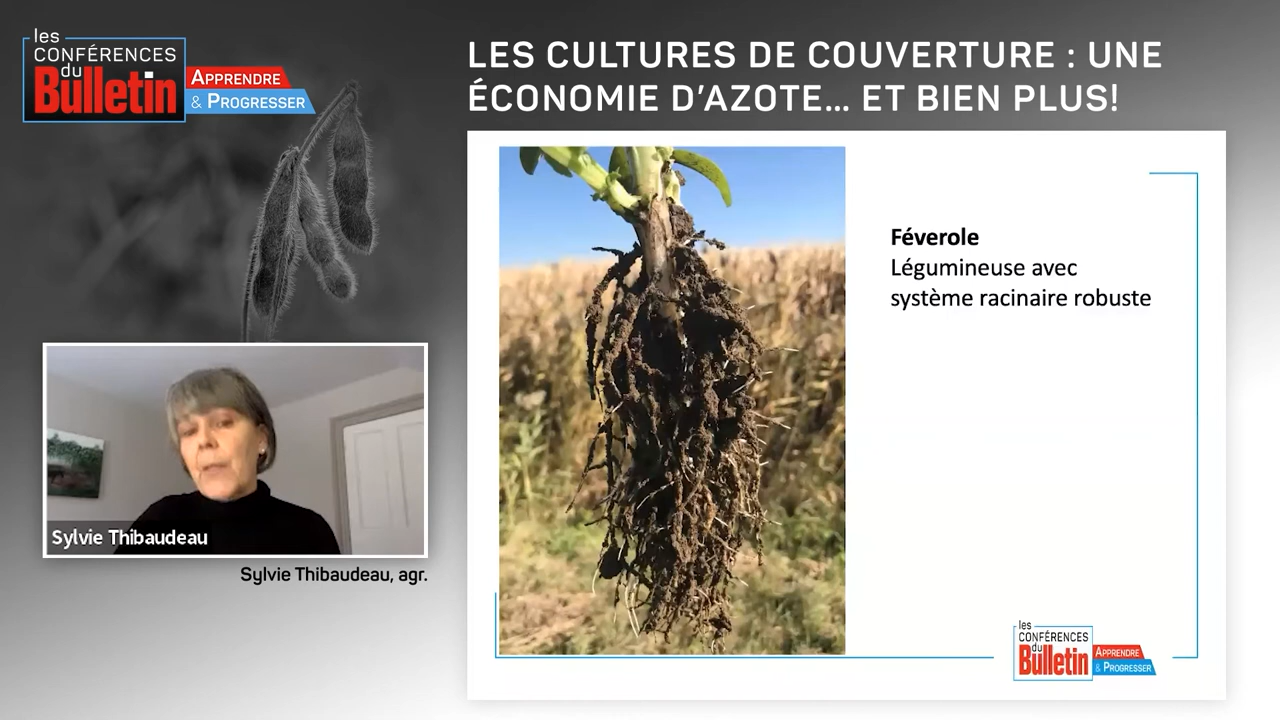 les
CONFÉRENCES
du
Bulletin
APPRENDRE
& PROGRESSER
LES CULTURES DE COUVERTURE : UNE
ÉCONOMIE D'AZOTE... ET BIEN PLUS!
Féverole
Légumineuse avec
système racinaire robuste
Sylvie Thibaudeau
Sylvie Thibaudeau, agr.
les
CONFÉRENCES
du
Bulletin
APPRENDRE
& PROGRESSER